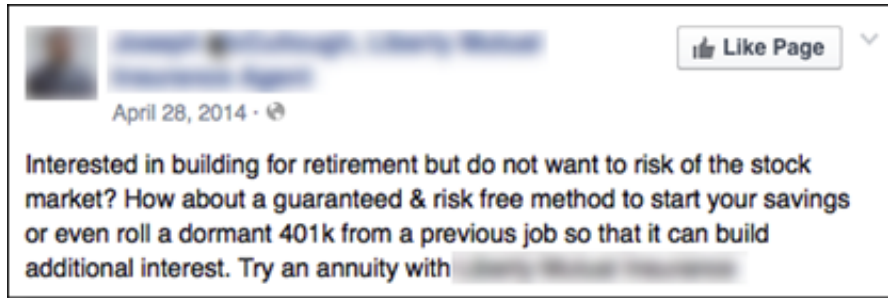 Like Page
April 28, 2014 ·
Interested in building for retirement but do not want to risk of the stock
market? How about a guaranteed & risk free method to start your savings
or even roll a dormant 401k from a previous job so that it can build
additional interest. Try an annuity with